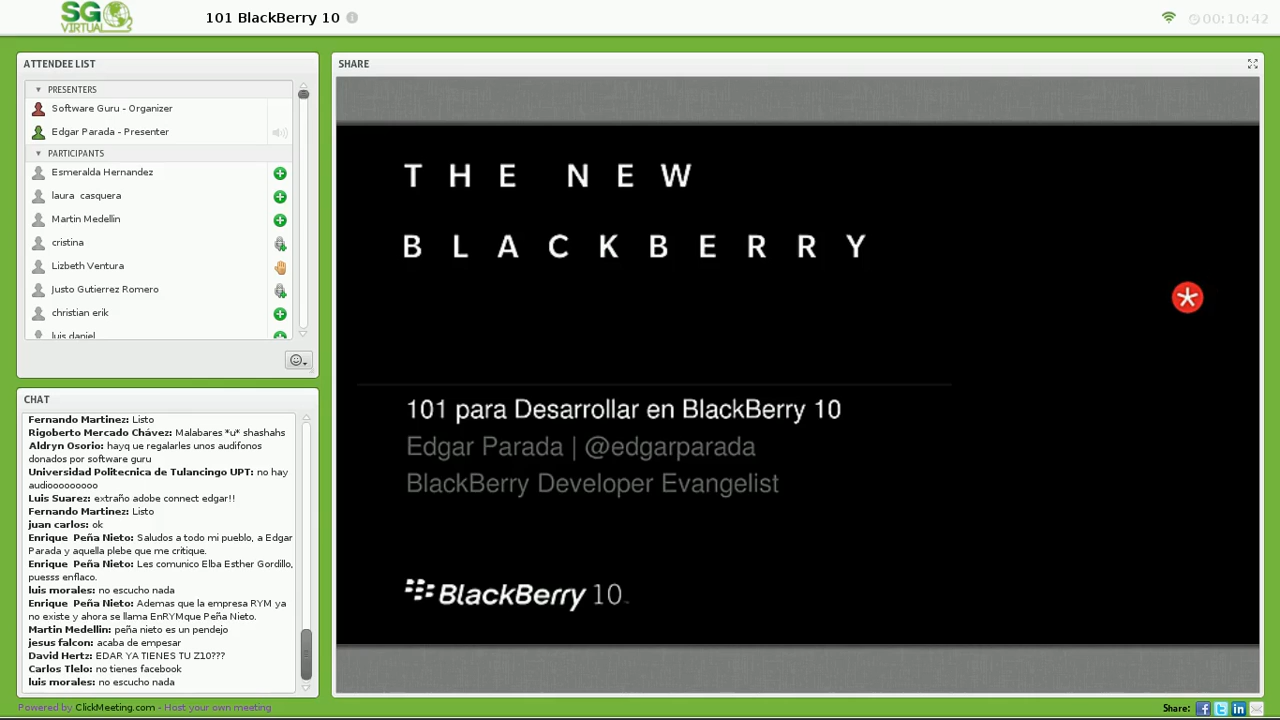 SG VIRTUAL
101 BlackBerry 10
00:10:42
ATTENDEE LIST
PRESENTERS
Software Guru - Organizer
Edgar Parada - Presenter
PARTICIPANTS
Esmeralda Hernandez
laura casquera
Martin Medellin
cristina
Lizbeth Ventura
Justo Gutierrez Romero
christian erik
luis daniel
CHAT
Fernando Martinez: Listo
Rigoberto Mercado Chávez: Malabares *u* shashahs
Aldryn Osorio: hayq ue regalarles unos audifonos
donados por software guru
Universidad Politecnica de Tulancingo UPT: no hay
audiooooooooo
Luis Suarez: extraño adobe connect edgar!!
Fernando Martinez: Listo
juan carlos: ok
Enrique Peña Nieto: Saludos a todo mi pueblo, a Edgar
Parada y aquella plebe que me critique.
Enrique Peña Nieto: Les comunico Elba Esther Gordillo,
puesss enflaco.
luis morales: no escucho nada
Enrique Peña Nieto: Ademas que la empresa RYM ya
no existe y ahora se llama EnRYMque Peña Nieto.
Martin Medellin: peña nieto es un pendejo
jesus falcon: acaba de empesar
David Hertz: EDAR YA TIENES TU Z10???
Carlos Tlelo: no tienes facebook
luis morales: no escucho nada
SHARE
THE NEW
BLACKBERRY
101 para Desarrollar en BlackBerry 10
Edgar Parada | @edgarparada
BlackBerry Developer Evangelist
BlackBerry 10
Powered by ClickMeeting.com - Host your own meeting
Share: